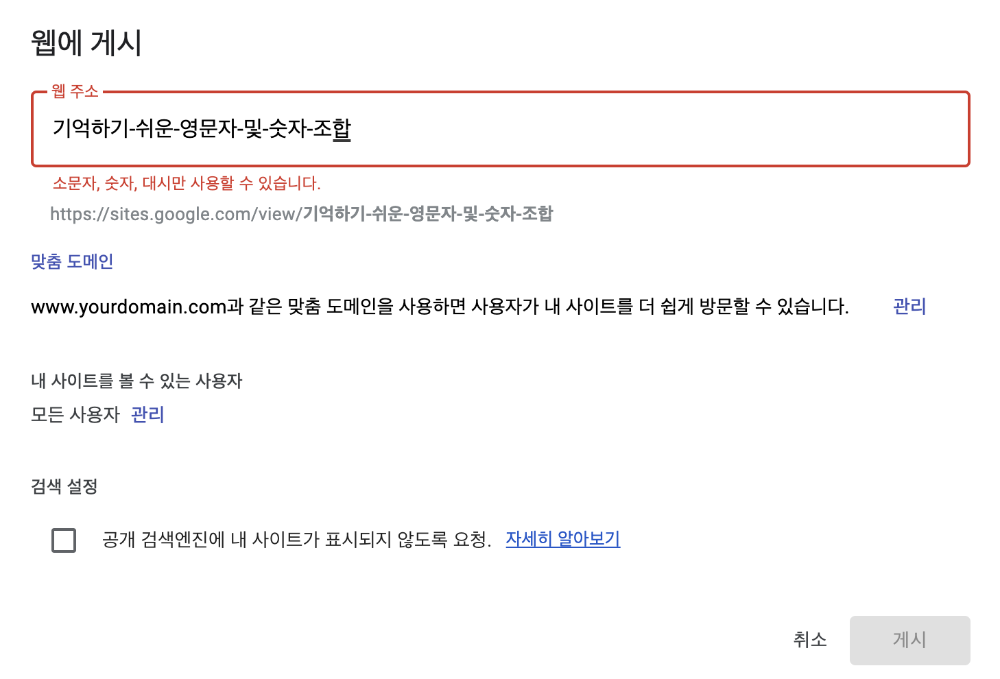 웹에 게시
웹 주소
기억하기-쉬운-영문자-및-숫자-조합
소문자, 숫자, 대시만 사용할 수 있습니다.
https://sites.google.com/view/기억하기-쉬운-영문자-및-숫자-조합
맞춤 도메인
www.yourdomain.com과 같은 맞춤 도메인을 사용하면 사용자가 내 사이트를 더 쉽게 방문할 수 있습니다. 관리
내 사이트를 볼 수 있는 사용자
모든 사용자 관리
검색 설정
공개 검색엔진에 내 사이트가 표시되지 않도록 요청. 자세히 알아보기
취소 게시